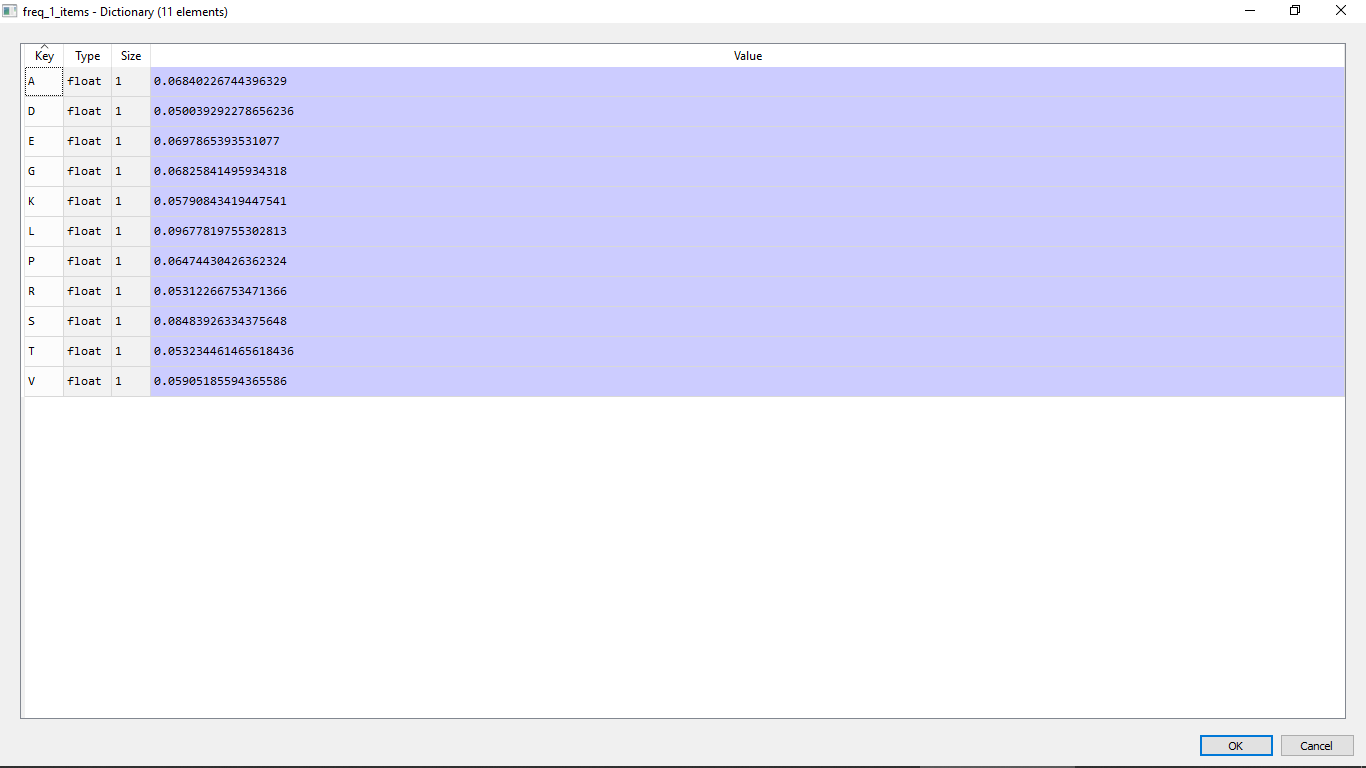 freq_1_items - Dictionary (11 elements)
Key Type Size Value
A float 1 0.06840226744396329
D float 1 0.050039292278656236
E float 1 0.0697865393531077
G float 1 0.06825841495934318
K float 1 0.05790843419447541
L float 1 0.09677819755302813
P float 1 0.06474430426362324
R float 1 0.05312266753471366
S float 1 0.08483926334375648
T float 1 0.053234461465618436
V float 1 0.05905185594365586
OK Cancel